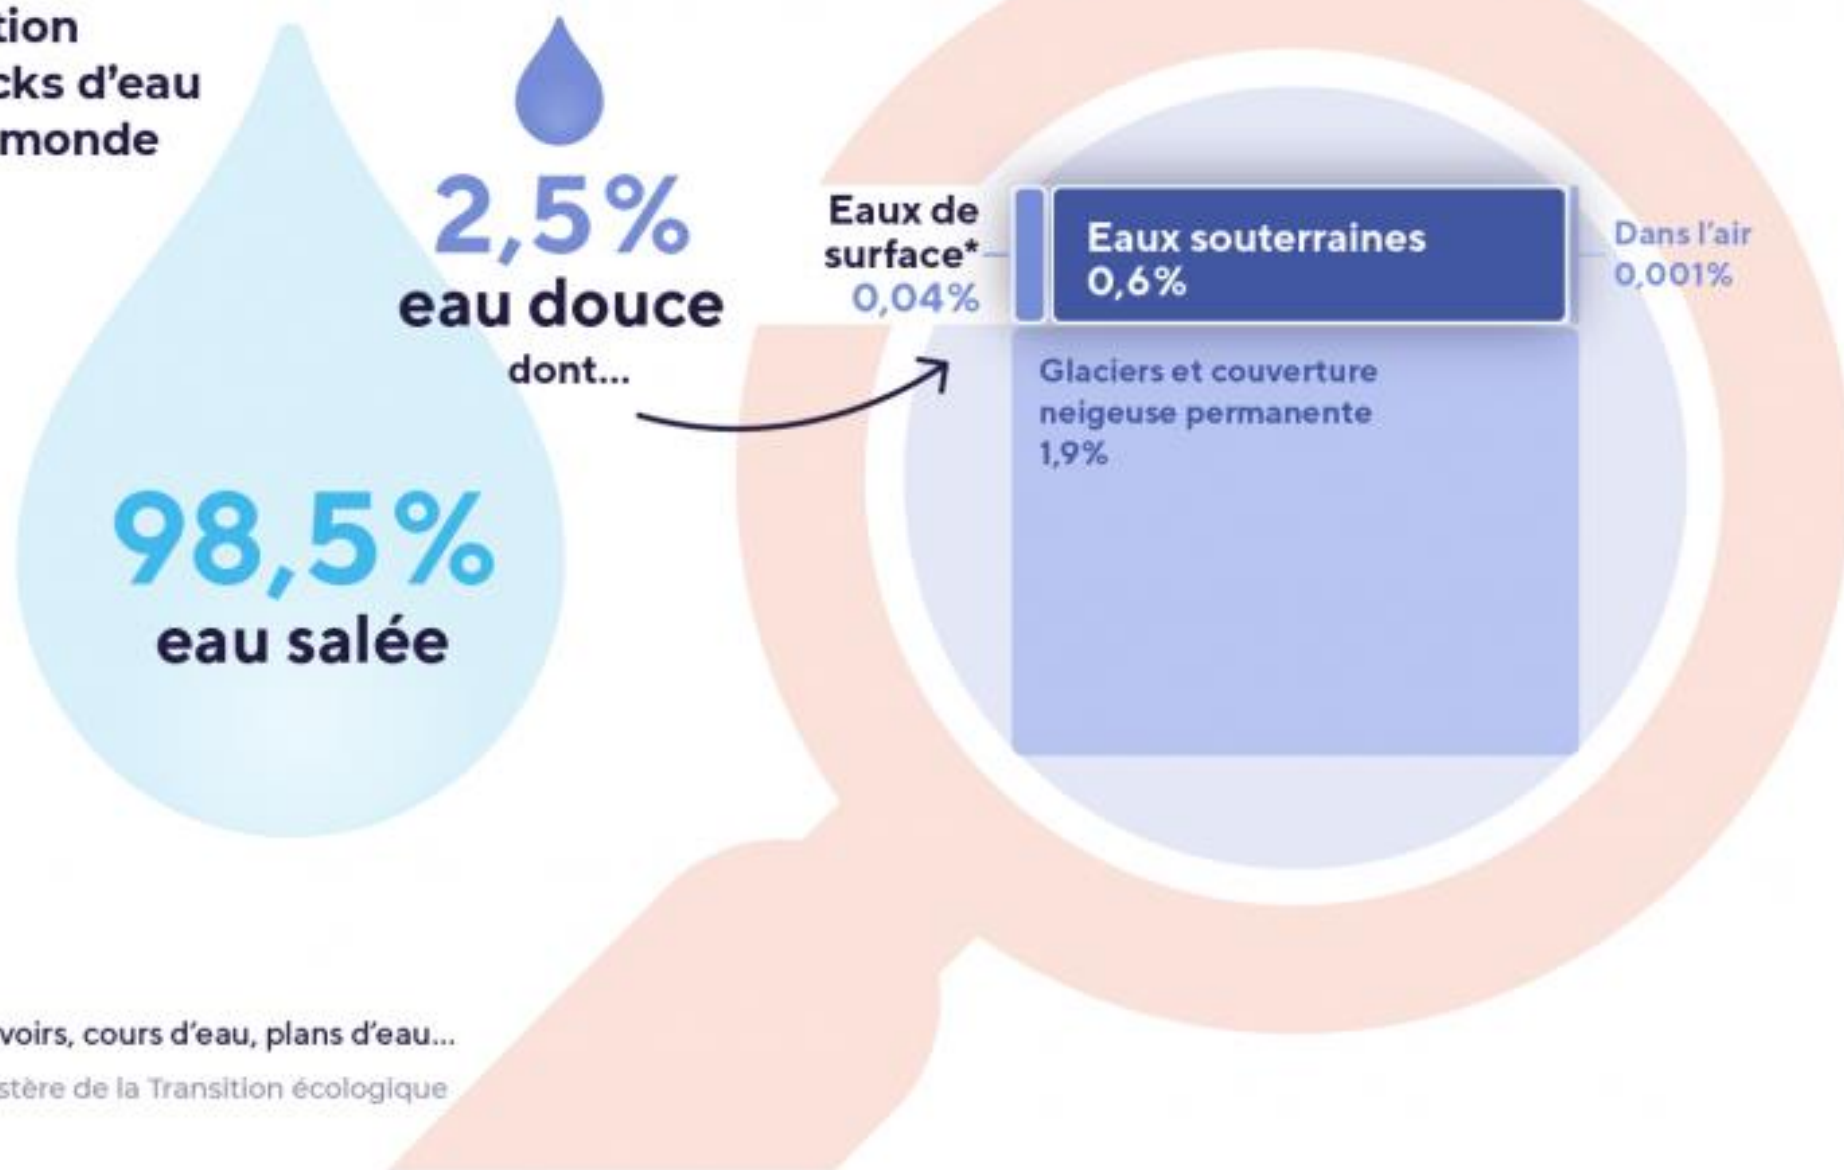 tion
cks d'eau
monde
2,5%
eau douce
dont...
98,5%
eau salée
Eaux de
surface*
0,04%
Eaux souterraines
0,6%
Dans l'air
0,001%
Glaciers et couverture
neigeuse permanente
1,9%
voirs, cours d'eau, plans d'eau...
stère de la Transition écologique